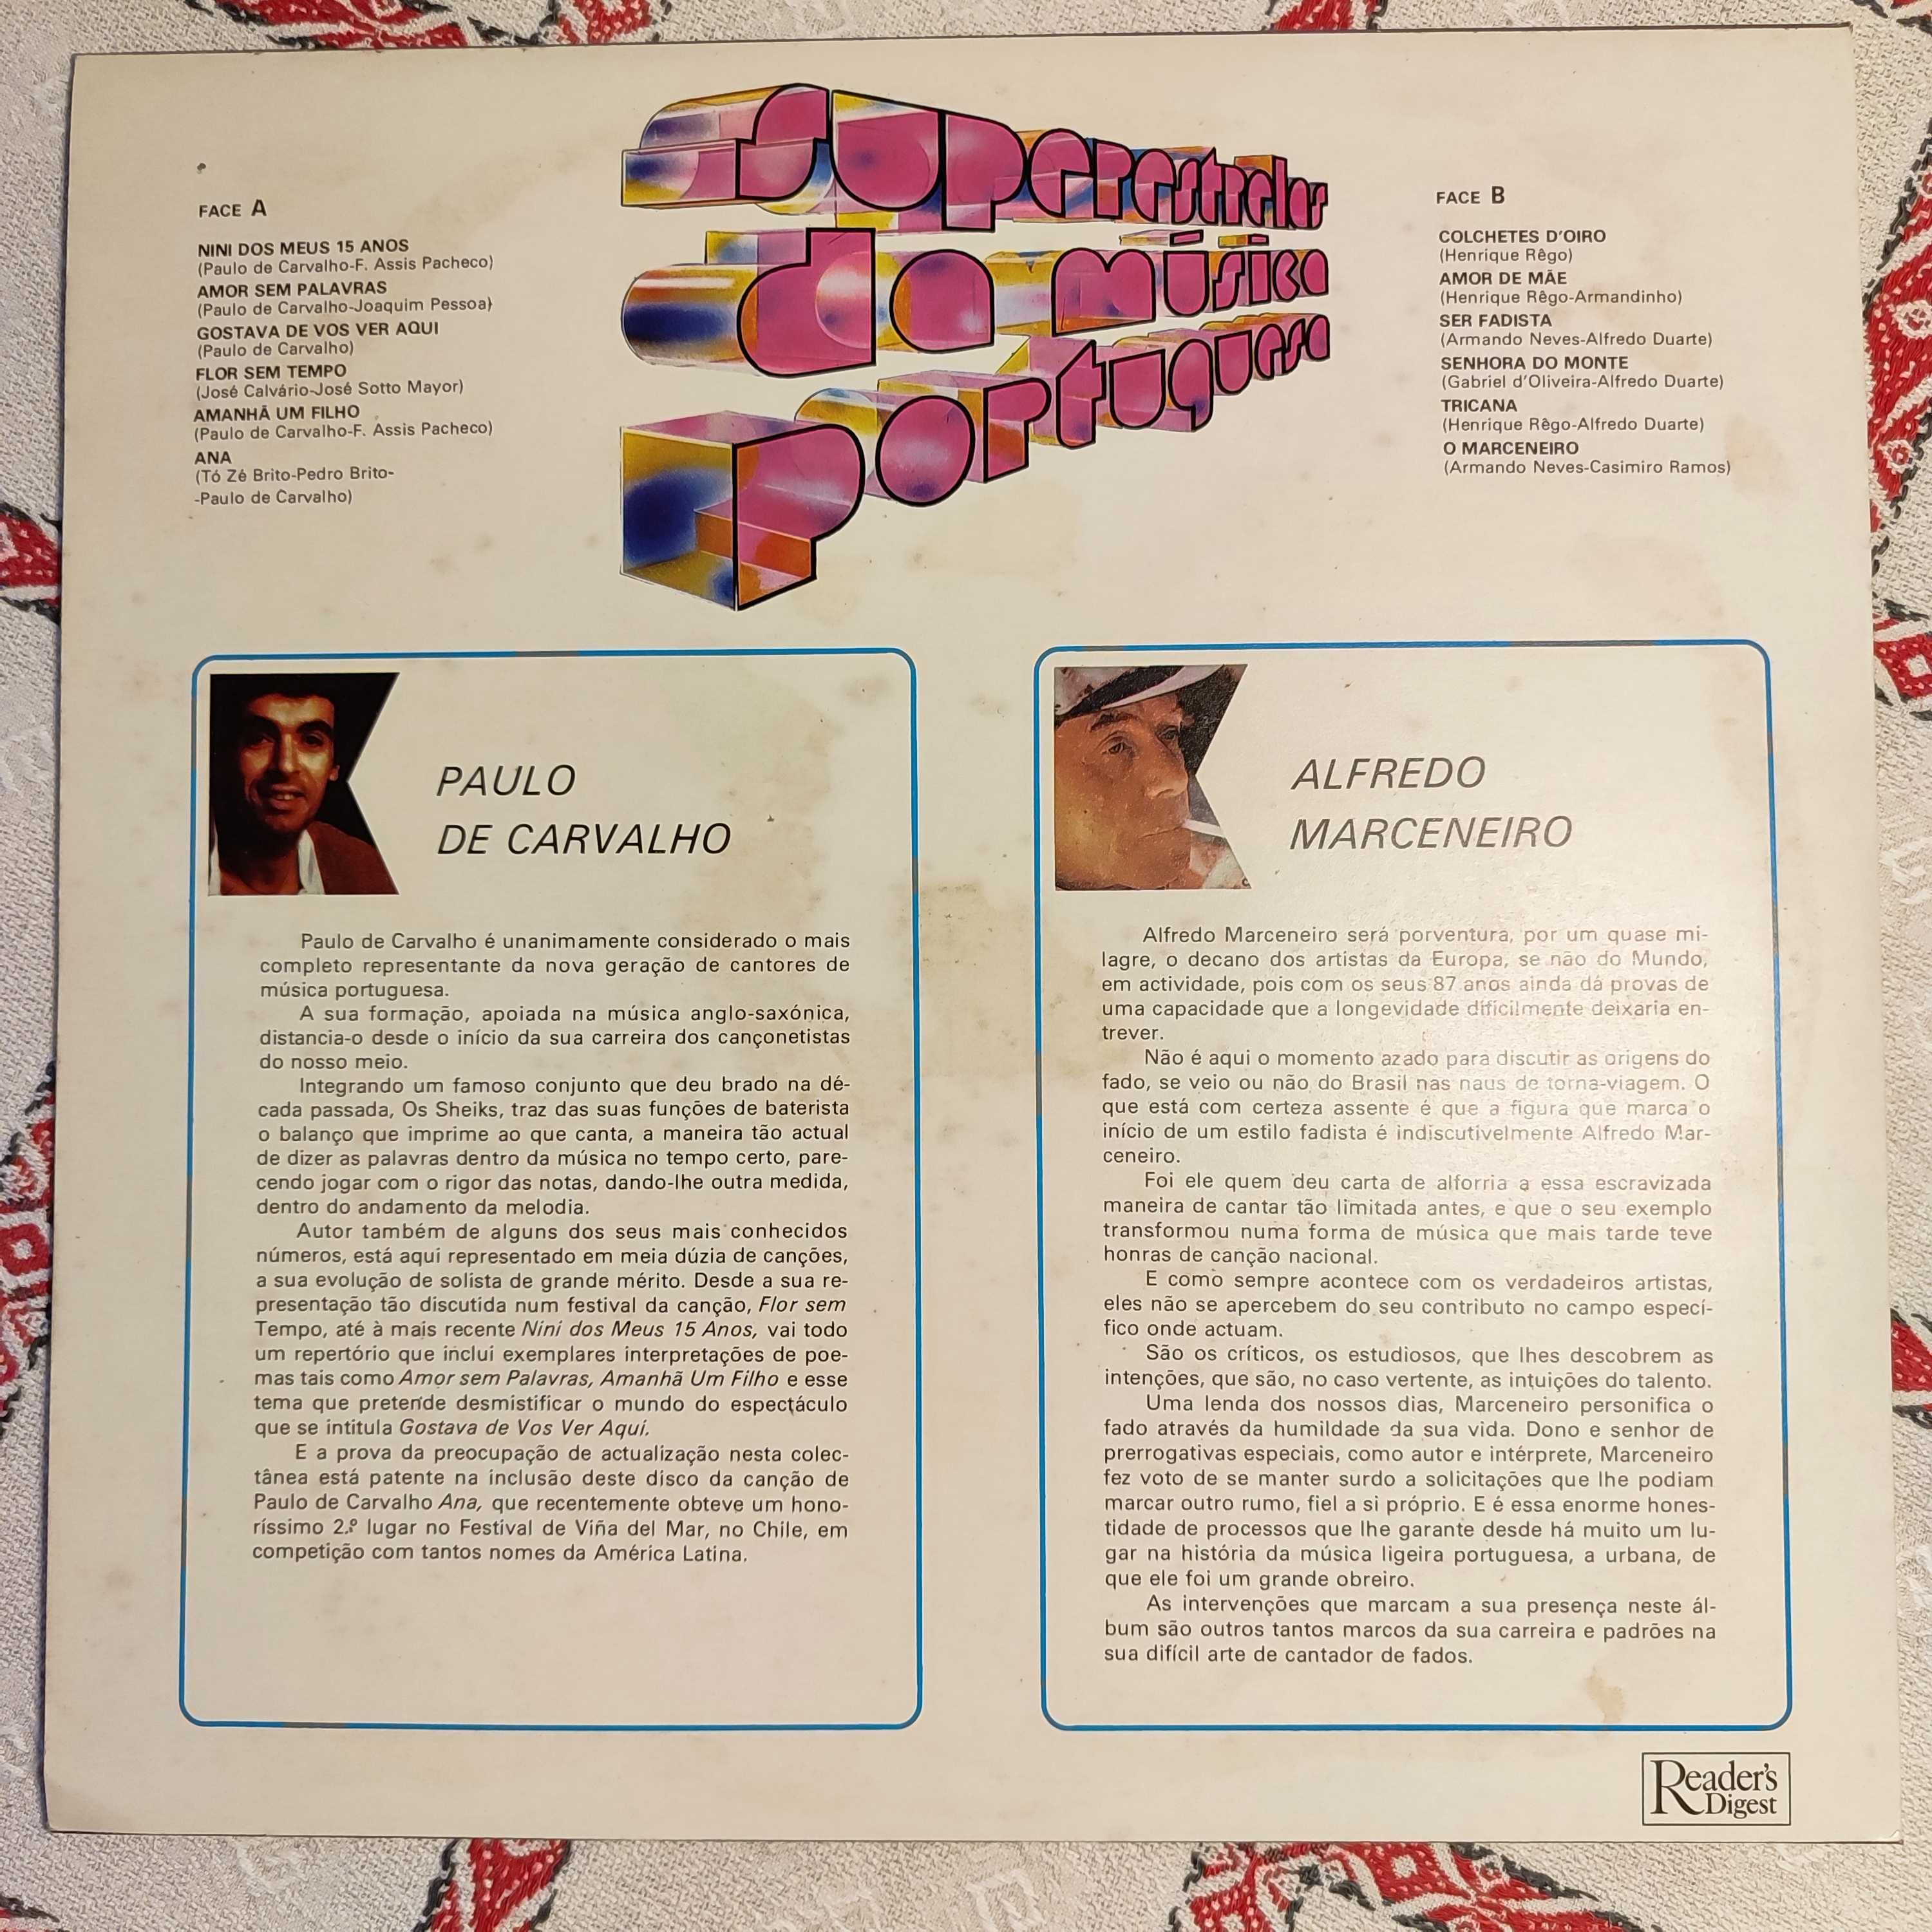 Superestrelas
da música
portuguesa
FACE A
NINI DOS MEUS 15 ANOS
(Paulo de Carvalho-F. Assis Pacheco)
AMOR SEM PALAVRAS
(Paulo de Carvalho-Joaquim Pessoa)
GOSTAVA DE VOS VER AQUI
(Paulo de Carvalho)
FLOR SEM TEMPO
(José Calvário-José Sotto Mayor)
AMANHÃ UM FILHO
(Paulo de Carvalho-F. Assis Pacheco)
ANA
(Tó Zé Brito-Pedro Brito-
-Paulo de Carvalho)
FACE B
COLCHETES D'OIRO
(Henrique Rêgo)
AMOR DE MÃE
(Henrique Rêgo-Armandinho)
SER FADISTA
(Armando Neves-Alfredo Duarte)
SENHORA DO MONTE
(Gabriel d'Oliveira-Alfredo Duarte)
TRICANA
(Henrique Rêgo-Alfredo Duarte)
O MARCENEIRO
(Armando Neves-Casimiro Ramos)
PAULO
DE CARVALHO
Paulo de Carvalho é unanimamente considerado o mais
completo representante da nova geração de cantores de
música portuguesa.
A sua formação, apoiada na música anglo-saxónica,
distancia-o desde o início da sua carreira dos cançonetistas
do nosso meio.
Integrando um famoso conjunto que deu brado na dé-
cada passada, Os Sheiks, traz das suas funções de baterista
o balanço que imprime ao que canta, a maneira tão actual
de dizer as palavras dentro da música no tempo certo, pare-
cendo jogar com o rigor das notas, dando-lhe outra medida,
dentro do andamento da melodia.
Autor também de alguns dos seus mais conhecidos
números, está aqui representado em meia dúzia de canções,
a sua evolução de solista de grande mérito. Desde a sua re-
presentação tão discutida num festival da canção, Flor sem
Tempo, até à mais recente Nini dos Meus 15 Anos, vai todo
um repertório que inclui exemplares interpretações de poe-
mas tais como Amor sem Palavras, Amanhã Um Filho e esse
tema que pretende desmistificar o mundo do espectáculo
que se intitula Gostava de Vos Ver Aqui.
E a prova da preocupação de actualização nesta colec-
tânea está patente na inclusão deste disco da canção de
Paulo de Carvalho Ana, que recentemente obteve um hono-
ríssimo 2.º lugar no Festival de Viña del Mar, no Chile, em
competição com tantos nomes da América Latina.
ALFREDO
MARCENEIRO
Alfredo Marceneiro será porventura, por um quase mi-
lagre, o decano dos artistas da Europa, se não do Mundo,
em actividade, pois com os seus 87 anos ainda dá provas de
uma capacidade que a longevidade dificilmente deixaria en-
trever.
Não é aqui o momento azado para discutir as origens do
fado, se veio ou não do Brasil nas naus de torna-viagem. O
que está com certeza assente é que a figura que marca o
início de um estilo fadista é indiscutivelmente Alfredo Mar-
ceneiro.
Foi ele quem deu carta de alforria a essa escravizada
maneira de cantar tão limitada antes, e que o seu exemplo
transformou numa forma de música que mais tarde teve
honras de canção nacional.
E como sempre acontece com os verdadeiros artistas,
eles não se apercebem do seu contributo no campo especí-
fico onde actuam.
São os críticos, os estudiosos, que lhes descobrem as
intenções, que são, no caso vertente, as intuições do talento.
Uma lenda dos nossos dias, Marceneiro personifica o
fado através da humildade da sua vida. Dono e senhor de
prerrogativas especiais, como autor e intérprete, Marceneiro
fez voto de se manter surdo a solicitações que lhe podiam
marcar outro rumo, fiel a si próprio. E é essa enorme hones-
tidade de processos que lhe garante desde há muito um lu-
gar na história da música ligeira portuguesa, a urbana, de
que ele foi um grande obreiro.
As intervenções que marcam a sua presença neste ál-
bum são outros tantos marcos da sua carreira e padrões na
sua difícil arte de cantador de fados.
Reader's
Digest